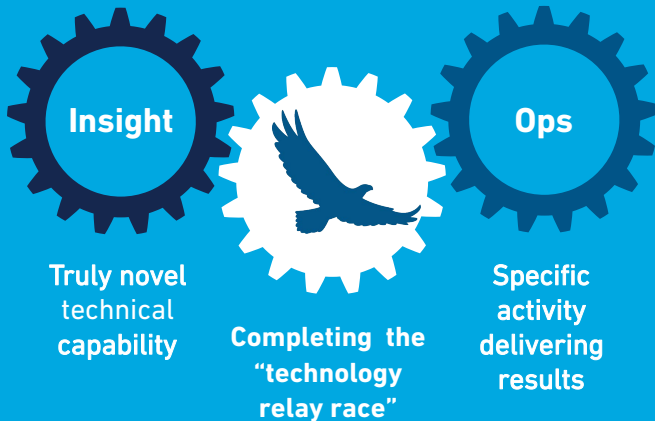 Insight
Truly novel
technical
capability
Completing the
“technology
relay race”
Ops
Specific
activity
delivering
results